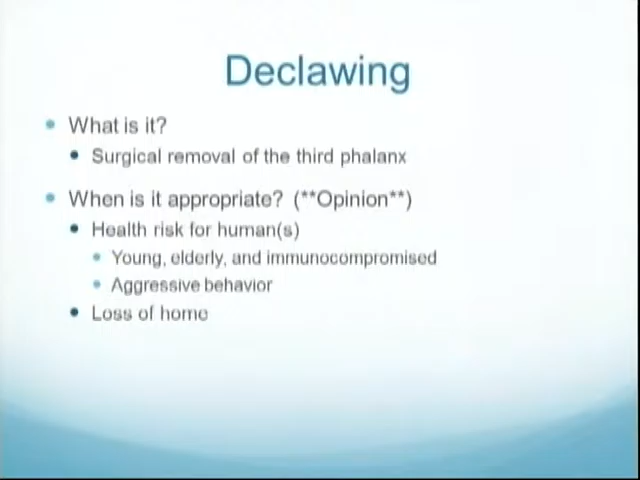 Declawing
What is it?
Surgical removal of the third phalanx
When is it appropriate? (**Opinion**)
Health risk for human(s)
Young, elderly, and immunocompromised
Aggressive behavior
Loss of home